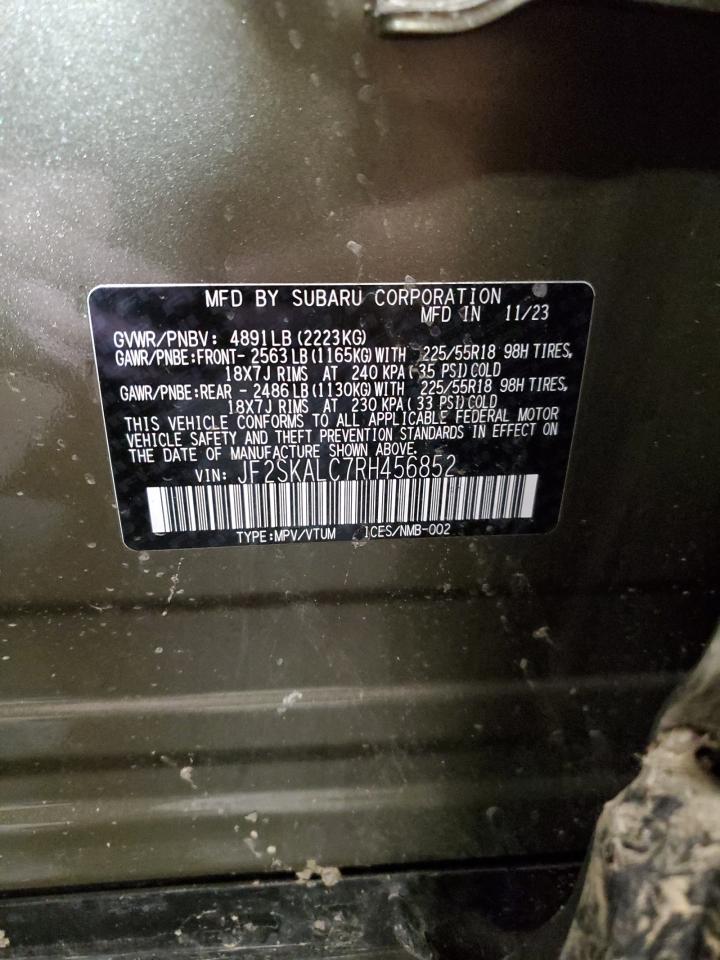 MFD BY SUBARU CORPORATION
MFD IN 11/23
GVWR/PNBV: 4891LB (2223KG)
GAWR/PNBE:FRONT- 2563 LB (1165KG) WITH 225/55R18 98H TIRES,
18X7J RIMS AT 240 KPA ( 35 PSI) COLD
GAWR/PNBE:REAR - 2486 LB (1130KG) WITH 225/55R18 98H TIRES,
18X7J RIMS AT 230 KPA ( 33 PSI) COLD
THIS VEHICLE CONFORMS TO ALL APPLICABLE FEDERAL MOTOR
VEHICLE SAFETY AND THEFT PREVENTION STANDARDS IN EFFECT ON
THE DATE OF MANUFACTURE SHOWN ABOVE.
VIN: JF2SKALC7RH456852
TYPE:MPV/VTUM ICES/NMB-002